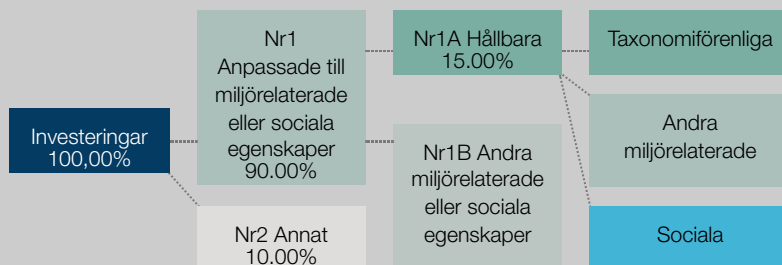 Investeringar
100,00%
Nr1
Anpassade till
miljörelaterade
eller sociala
egenskaper
90.00%
Nr2 Annat
10.00%
Nr1A Hållbara
15.00%
Nr1B Andra
miljörelaterade
eller sociala
egenskaper
Taxonomiförenliga
Andra
miljörelaterade
Sociala